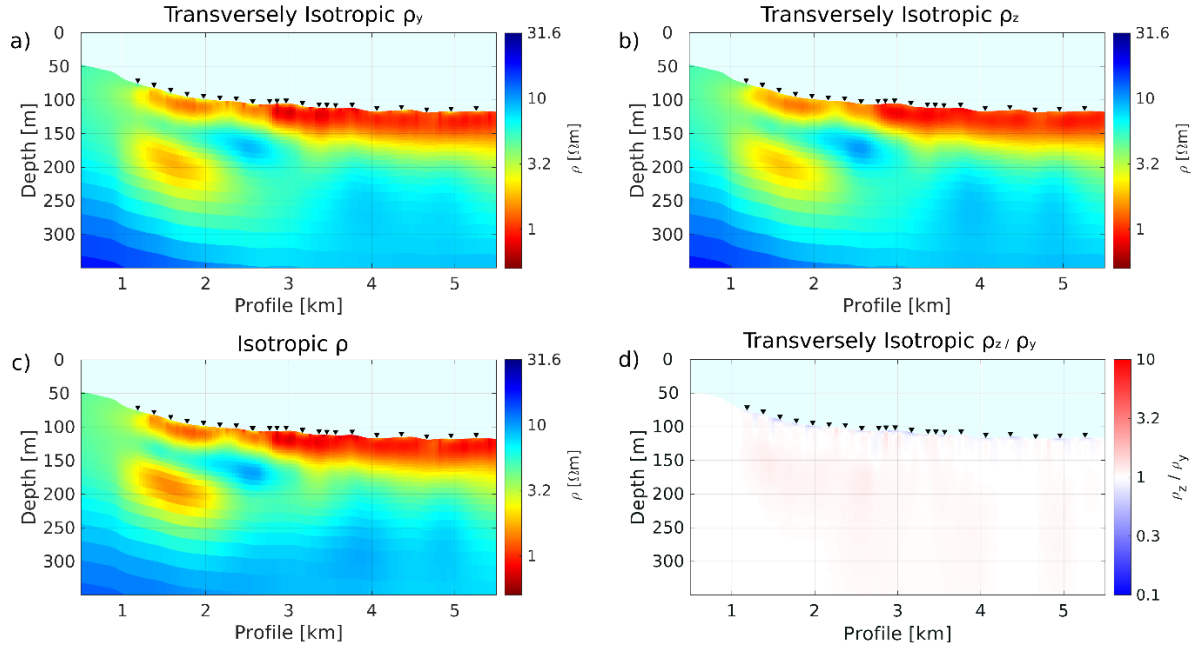 Transversely Isotropic ρy
a)
0
50
100
150
200
250
300
Depth [m]
1 2 3 4 5
Profile [km]
31.6
10
3.2
1
ρ [Ωm]
Transversely Isotropic ρz
b)
0
50
100
150
200
250
300
Depth [m]
1 2 3 4 5
Profile [km]
31.6
10
3.2
1
ρ [Ωm]
Isotropic ρ
c)
0
50
100
150
200
250
300
Depth [m]
1 2 3 4 5
Profile [km]
31.6
10
3.2
1
ρ [Ωm]
Transversely Isotropic ρz / ρy
d)
0
50
100
150
200
250
300
Depth [m]
1 2 3 4 5
Profile [km]
10
3.2
1
0.3
0.1
ρz / ρy